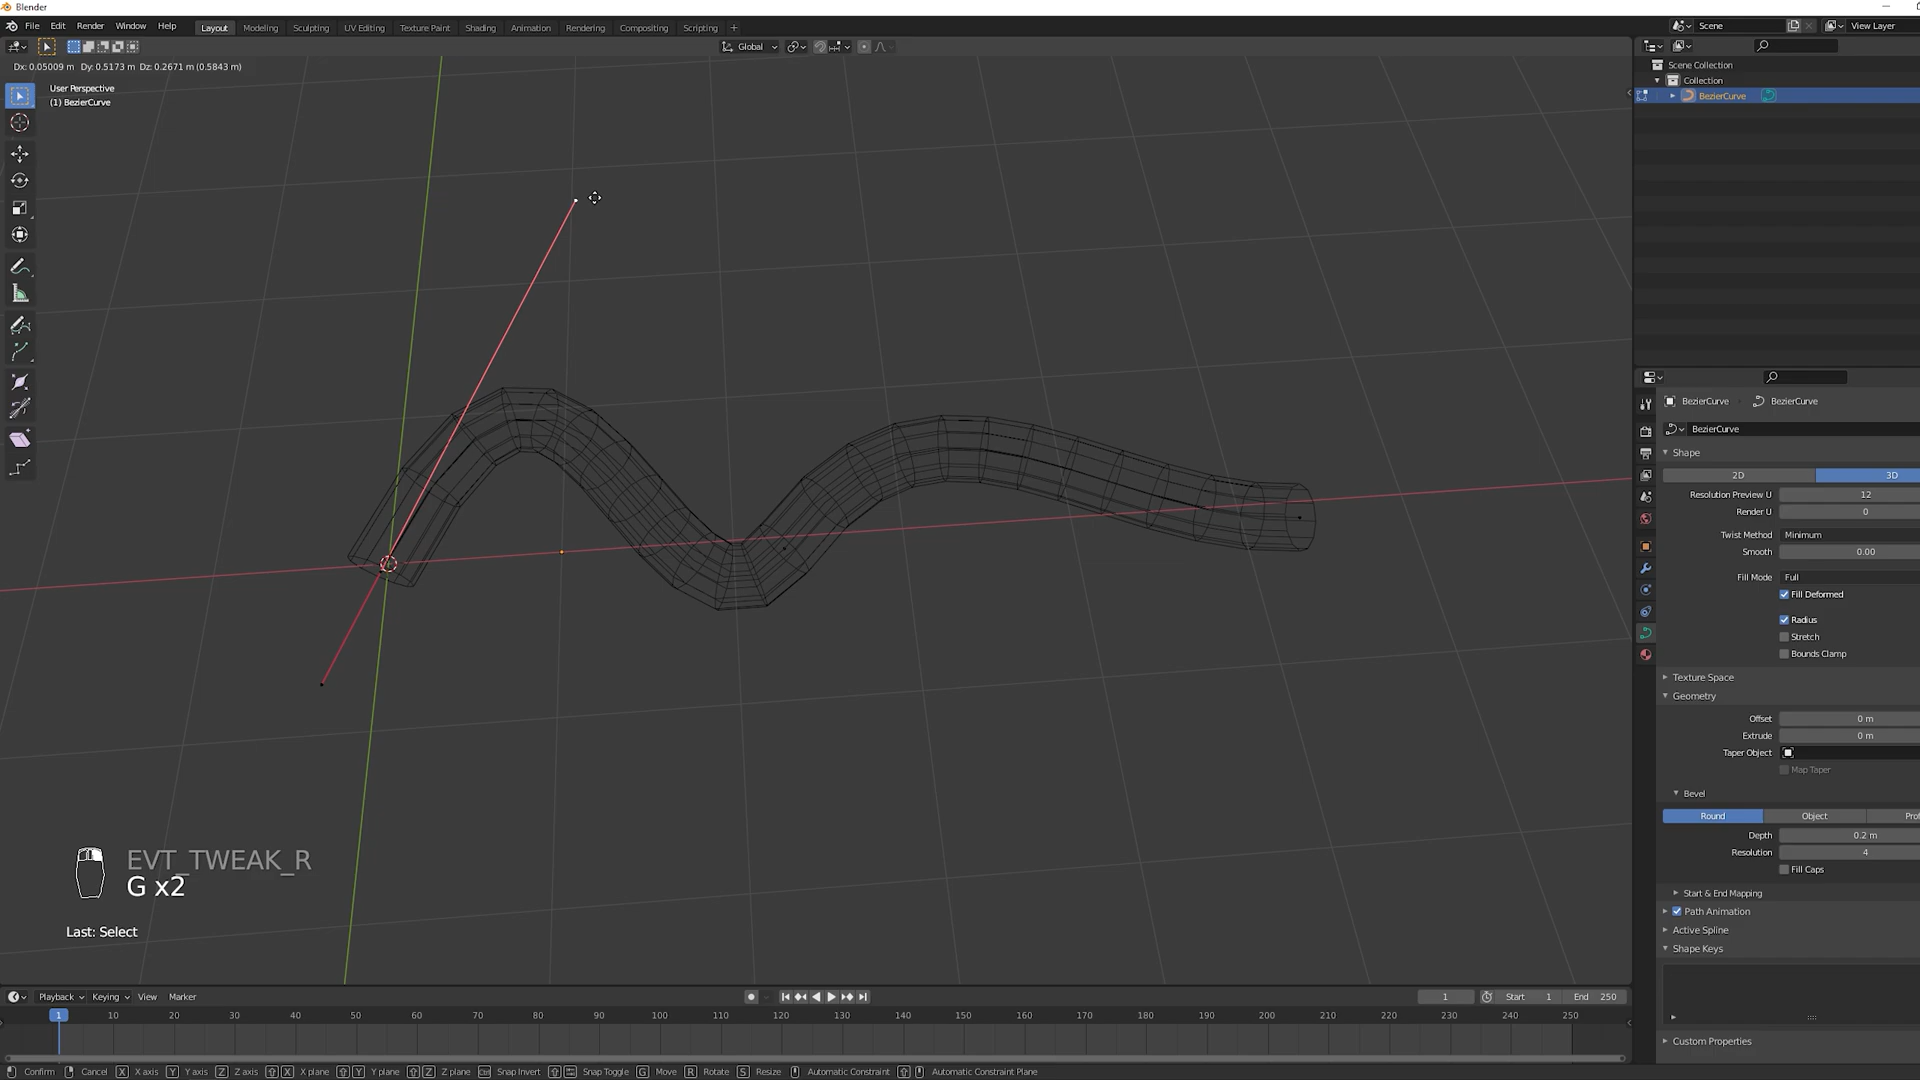 Blender
File Edit Render Window Help Layout Modeling Sculpting UV Editing Texture Paint Shading Animation Rendering Compositing Scripting + Scene View Layer
Global
Dx: 0.05009 m Dy: 0.5173 m Dz: 0.2671 m (0.5843 m)
User Perspective
(1) BezierCurve
Scene Collection
Collection
BezierCurve
BezierCurve BezierCurve
BezierCurve
Shape
2D 3D
Resolution Preview U 12
Render U 0
Twist Method Minimum
Smooth 0.00
Fill Mode Full
Fill Deformed
Radius
Stretch
Bounds Clamp
Texture Space
Geometry
Offset 0 m
Extrude 0 m
Taper Object
Map Taper
Bevel
Round Object Prof
Depth 0.2 m
Resolution 4
Fill Caps
Start & End Mapping
Path Animation
Active Spline
Shape Keys
Custom Properties
EVT_TWEAK_R
G x2
Last: Select
Playback Keying View Marker 1 Start 1 End 250
1 10 20 30 40 50 60 70 80 90 100 110 120 130 140 150 160 170 180 190 200 210 220 230 240 250
Confirm Cancel X X axis Y Y axis Z Z axis X X plane Y Y plane Z Z plane Snap Invert Snap Toggle G Move R Rotate S Resize Automatic Constraint Automatic Constraint Plane